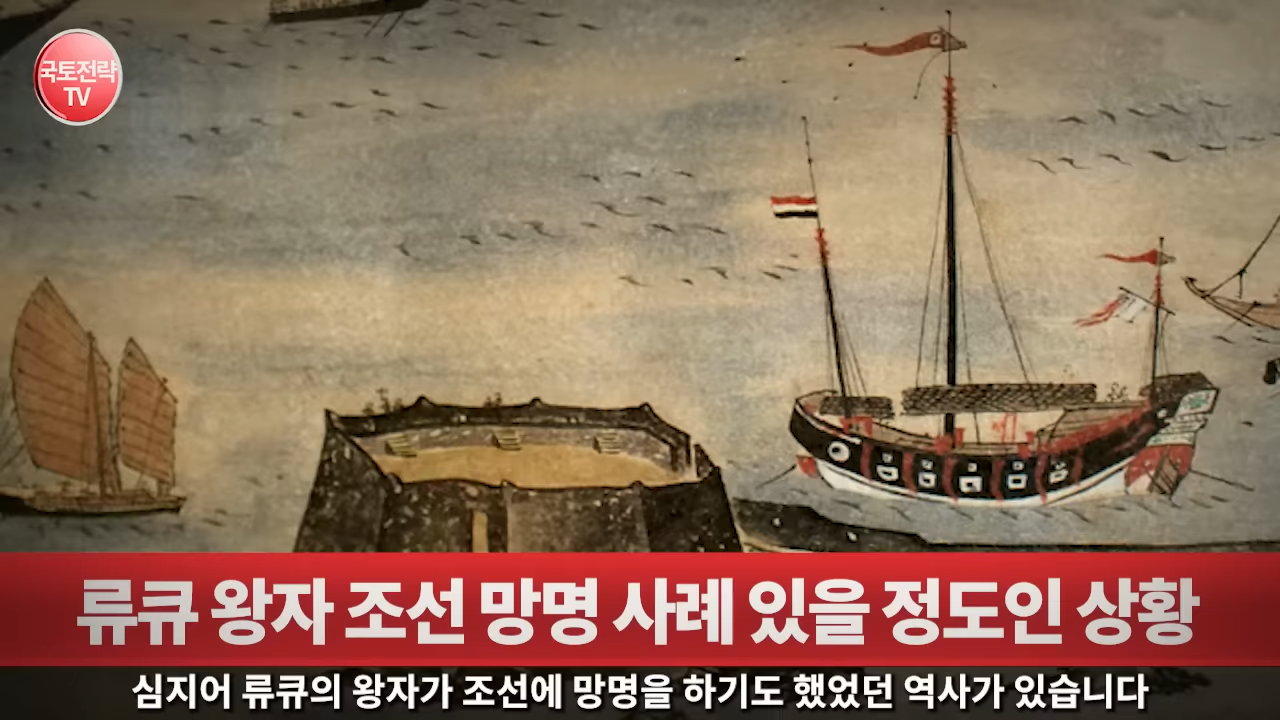 국토전략
TV
류큐 왕자 조선 망명 사례 있을 정도인 상황
심지어 류큐의 왕자가 조선에 망명을 하기도 했었던 역사가 있습니다